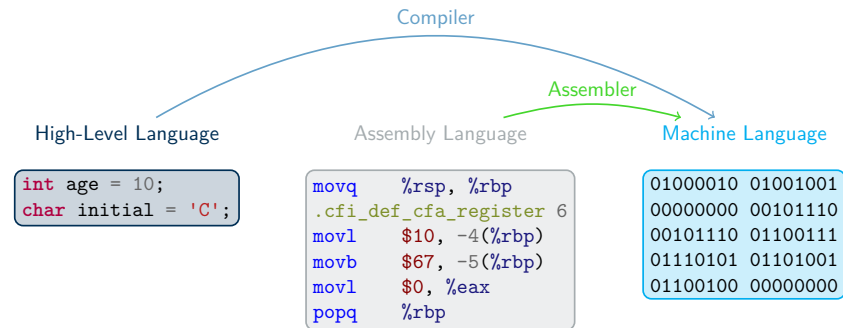 Compiler
Assembler
High-Level Language
Assembly Language
Machine Language
int age = 10;
char initial = 'C';
movq %rsp, %rbp
.cfi_def_cfa_register 6
movl $10, -4(%rbp)
movb $67, -5(%rbp)
movl $0, %eax
popq %rbp
01000010 01001001
00000000 00101110
00101110 01100111
01110101 01101001
01100100 00000000